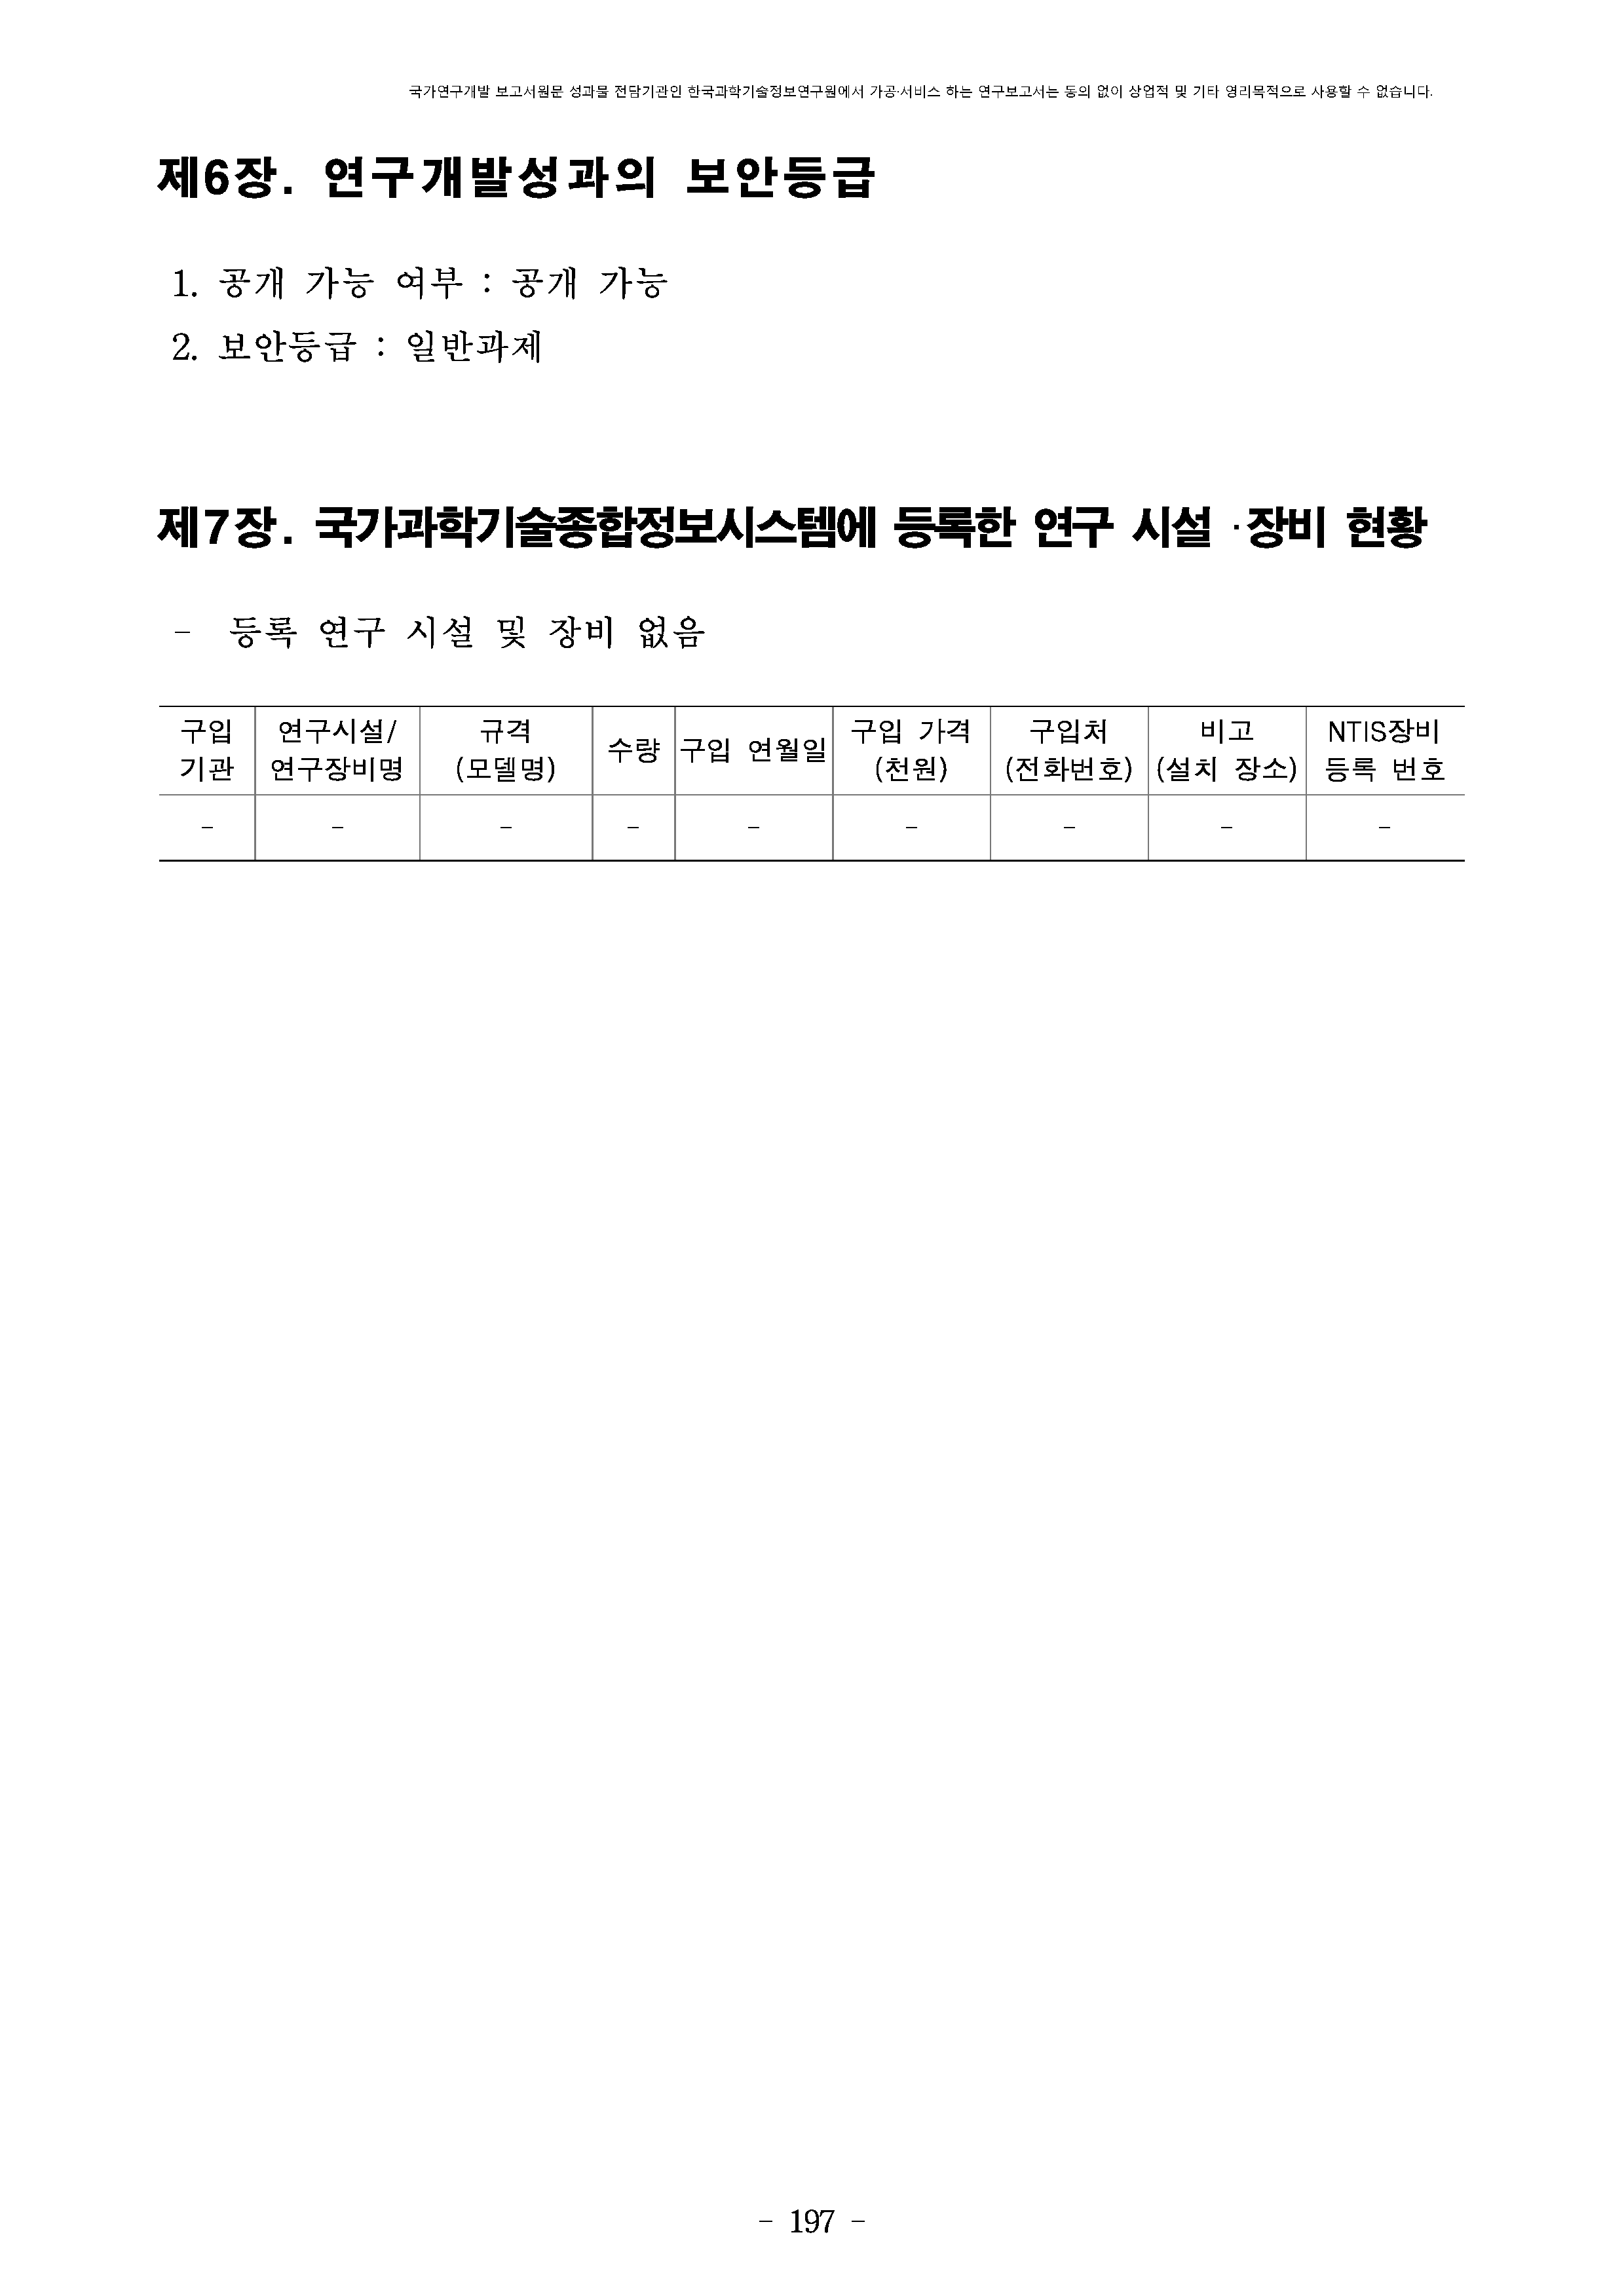 국가연구개발 보고서원문 성과물 전담기관인 한국과학기술정보연구원에서 가공·서비스 하는 연구보고서는 동의 없이 상업적 및 기타 영리목적으로 사용할 수 없습니다.
제6장. 연구개발성과의 보안등급
1. 공개 가능 여부 : 공개 가능
2. 보안등급 : 일반과제
제7장. 국가과학기술종합정보시스템에 등록한 연구 시설 ·장비 현황
- 등록 연구 시설 및 장비 없음
구입 연구시설/ 규격 수량 구입 연월일 구입 가격 구입처 비고 NTIS장비
기관 연구장비명 (모델명) (천원) (전화번호) (설치 장소) 등록 번호
- - - - - - - - -
- 197 -